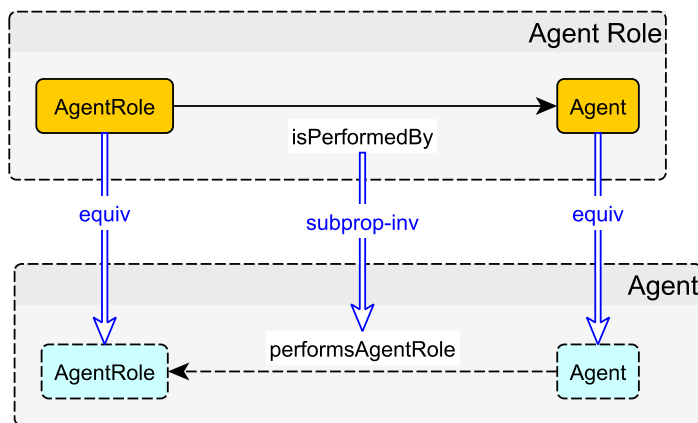 Agent Role
AgentRole
Agent
isPerformedBy
equiv
subprop-inv
equiv
Agent
performsAgentRole
AgentRole
Agent